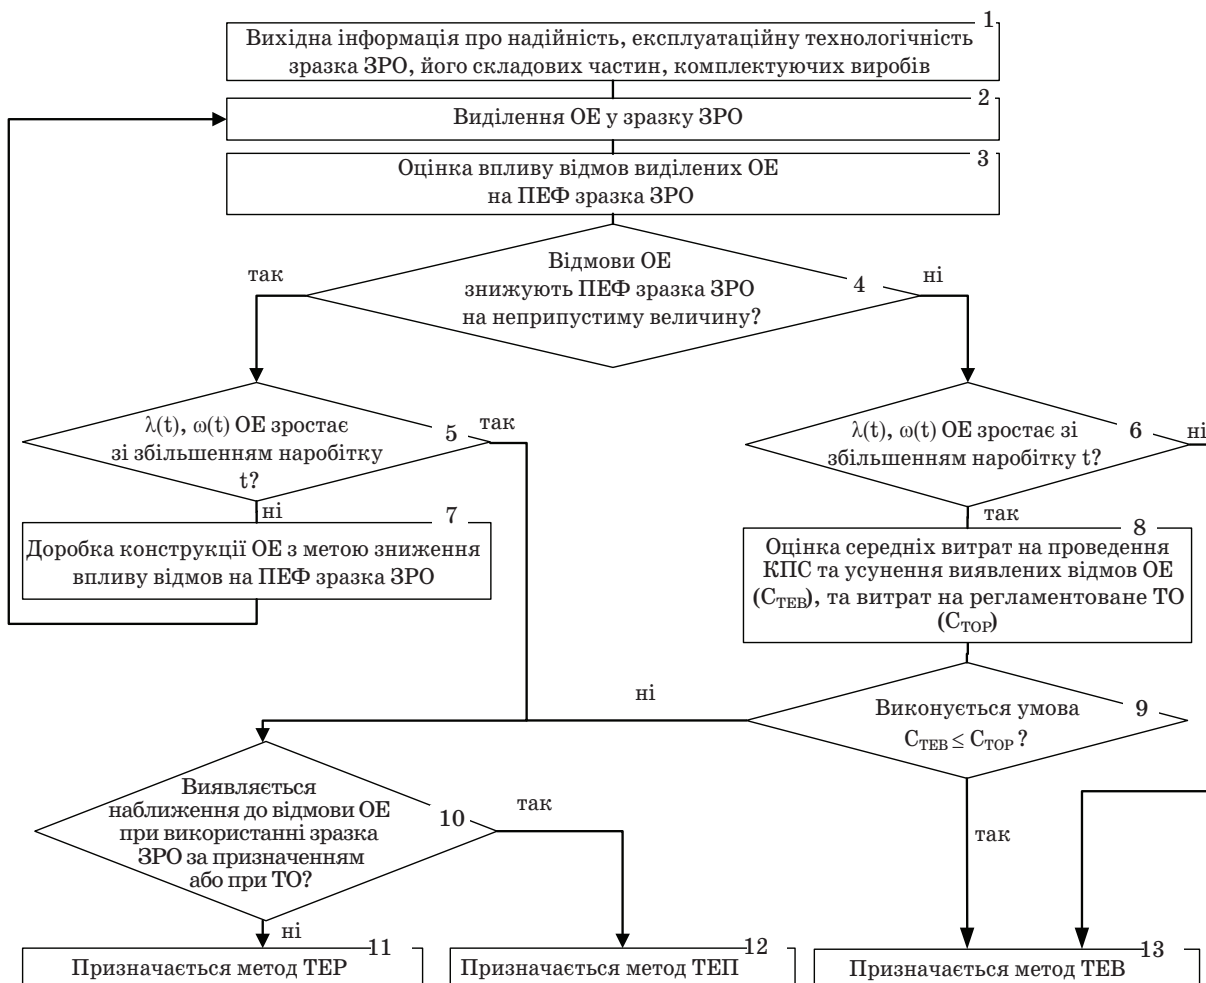 1
Вихідна інформація про надійність, експлуатаційну технологічність
зразка ЗРО, його складових частин, комплектуючих виробів
2
Виділення ОЕ у зразку ЗРО
3
Оцінка впливу відмов виділених ОЕ
на ПЕФ зразка ЗРО
Відмови ОЕ
знижують ПЕФ зразка ЗРО
на неприпустиму величину?
4
так
ні
λ(t), ω(t) ОЕ зростає
зі збільшенням наробітку
t?
5
так
ні
λ(t), ω(t) ОЕ зростає зі
збільшенням наробітку t?
6
ні
так
7
Доробка конструкції ОЕ з метою зниження
впливу відмов на ПЕФ зразка ЗРО
8
Оцінка середніх витрат на проведення
КПС та усунення виявлених відмов ОЕ
(C_ТЕВ), та витрат на регламентоване ТО
(C_ТОР)
Виконується умова
C_ТЕВ ≤ C_ТОР ?
9
ні
так
Виявляється
наближення до відмови ОЕ
при використанні зразка
ЗРО за призначенням
або при ТО?
10
так
ні
11
Призначається метод ТЕР
12
Призначається метод ТЕП
13
Призначається метод ТЕВ